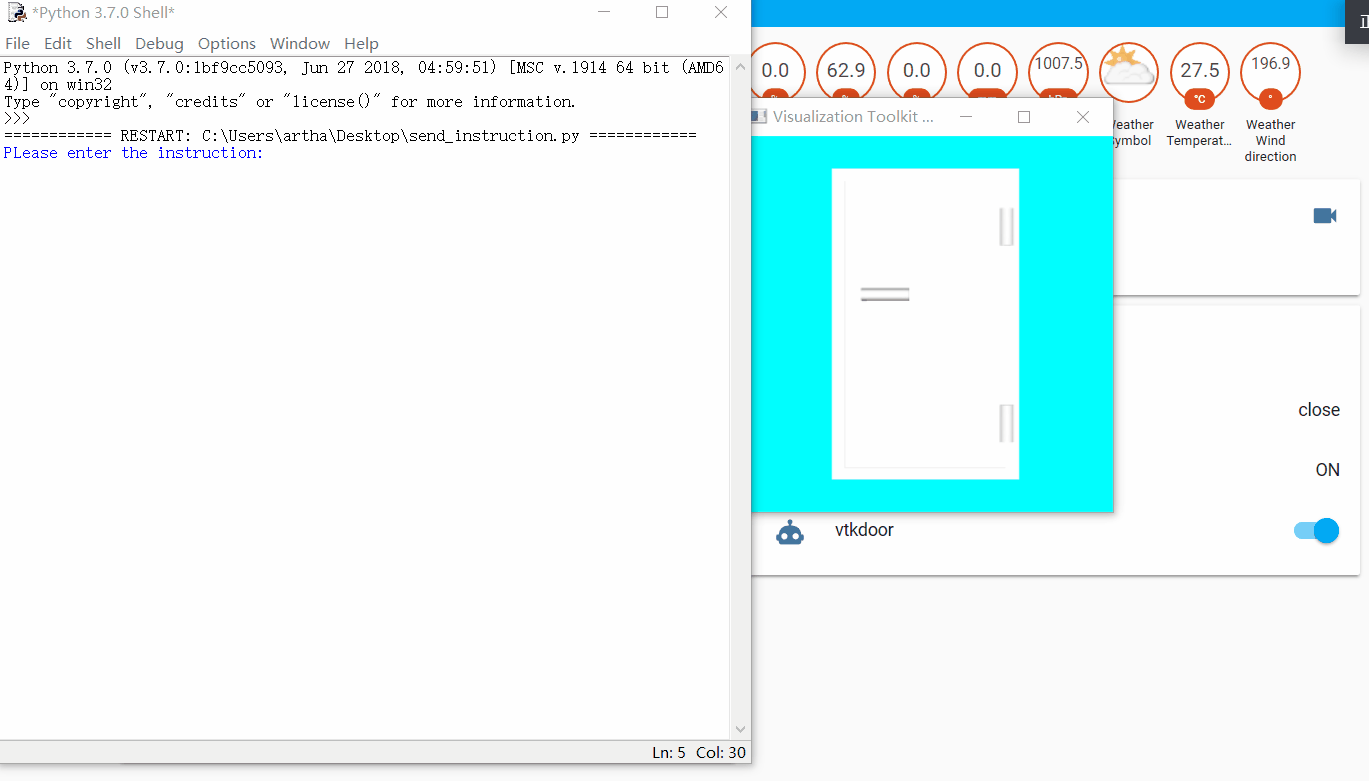 *Python 3.7.0 Shell*
File Edit Shell Debug Options Window Help
Python 3.7.0 (v3.7.0:1bf9cc5093, Jun 27 2018, 04:59:51) [MSC v.1914 64 bit (AMD6
4)] on win32
Type "copyright", "credits" or "license()" for more information.
>>>
============ RESTART: C:\Users\artha\Desktop\send_instruction.py ============
PLease enter the instruction:
Ln: 5 Col: 30
0.0
62.9
0.0
0.0
1007.5
27.5
°C
196.9
°
Weather
Temperat...
Weather
Wind
direction
Visualization Toolkit ...
close
ON
vtkdoor